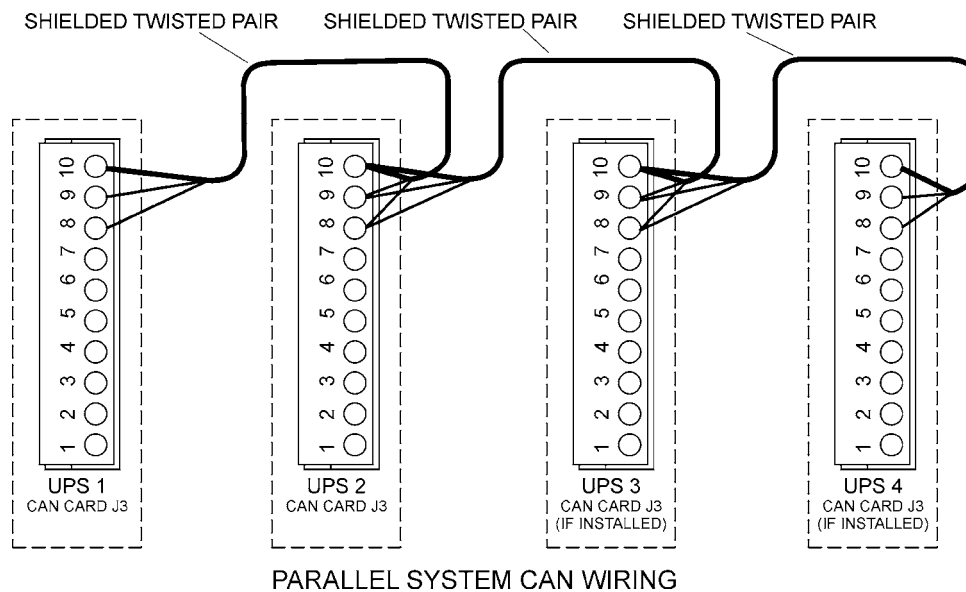 SHIELDED TWISTED PAIR
SHIELDED TWISTED PAIR
SHIELDED TWISTED PAIR
10
9
8
7
6
5
4
3
2
1
UPS 1
CAN CARD J3
10
9
8
7
6
5
4
3
2
1
UPS 2
CAN CARD J3
10
9
8
7
6
5
4
3
2
1
UPS 3
CAN CARD J3
(IF INSTALLED)
10
9
8
7
6
5
4
3
2
1
UPS 4
CAN CARD J3
(IF INSTALLED)
PARALLEL SYSTEM CAN WIRING